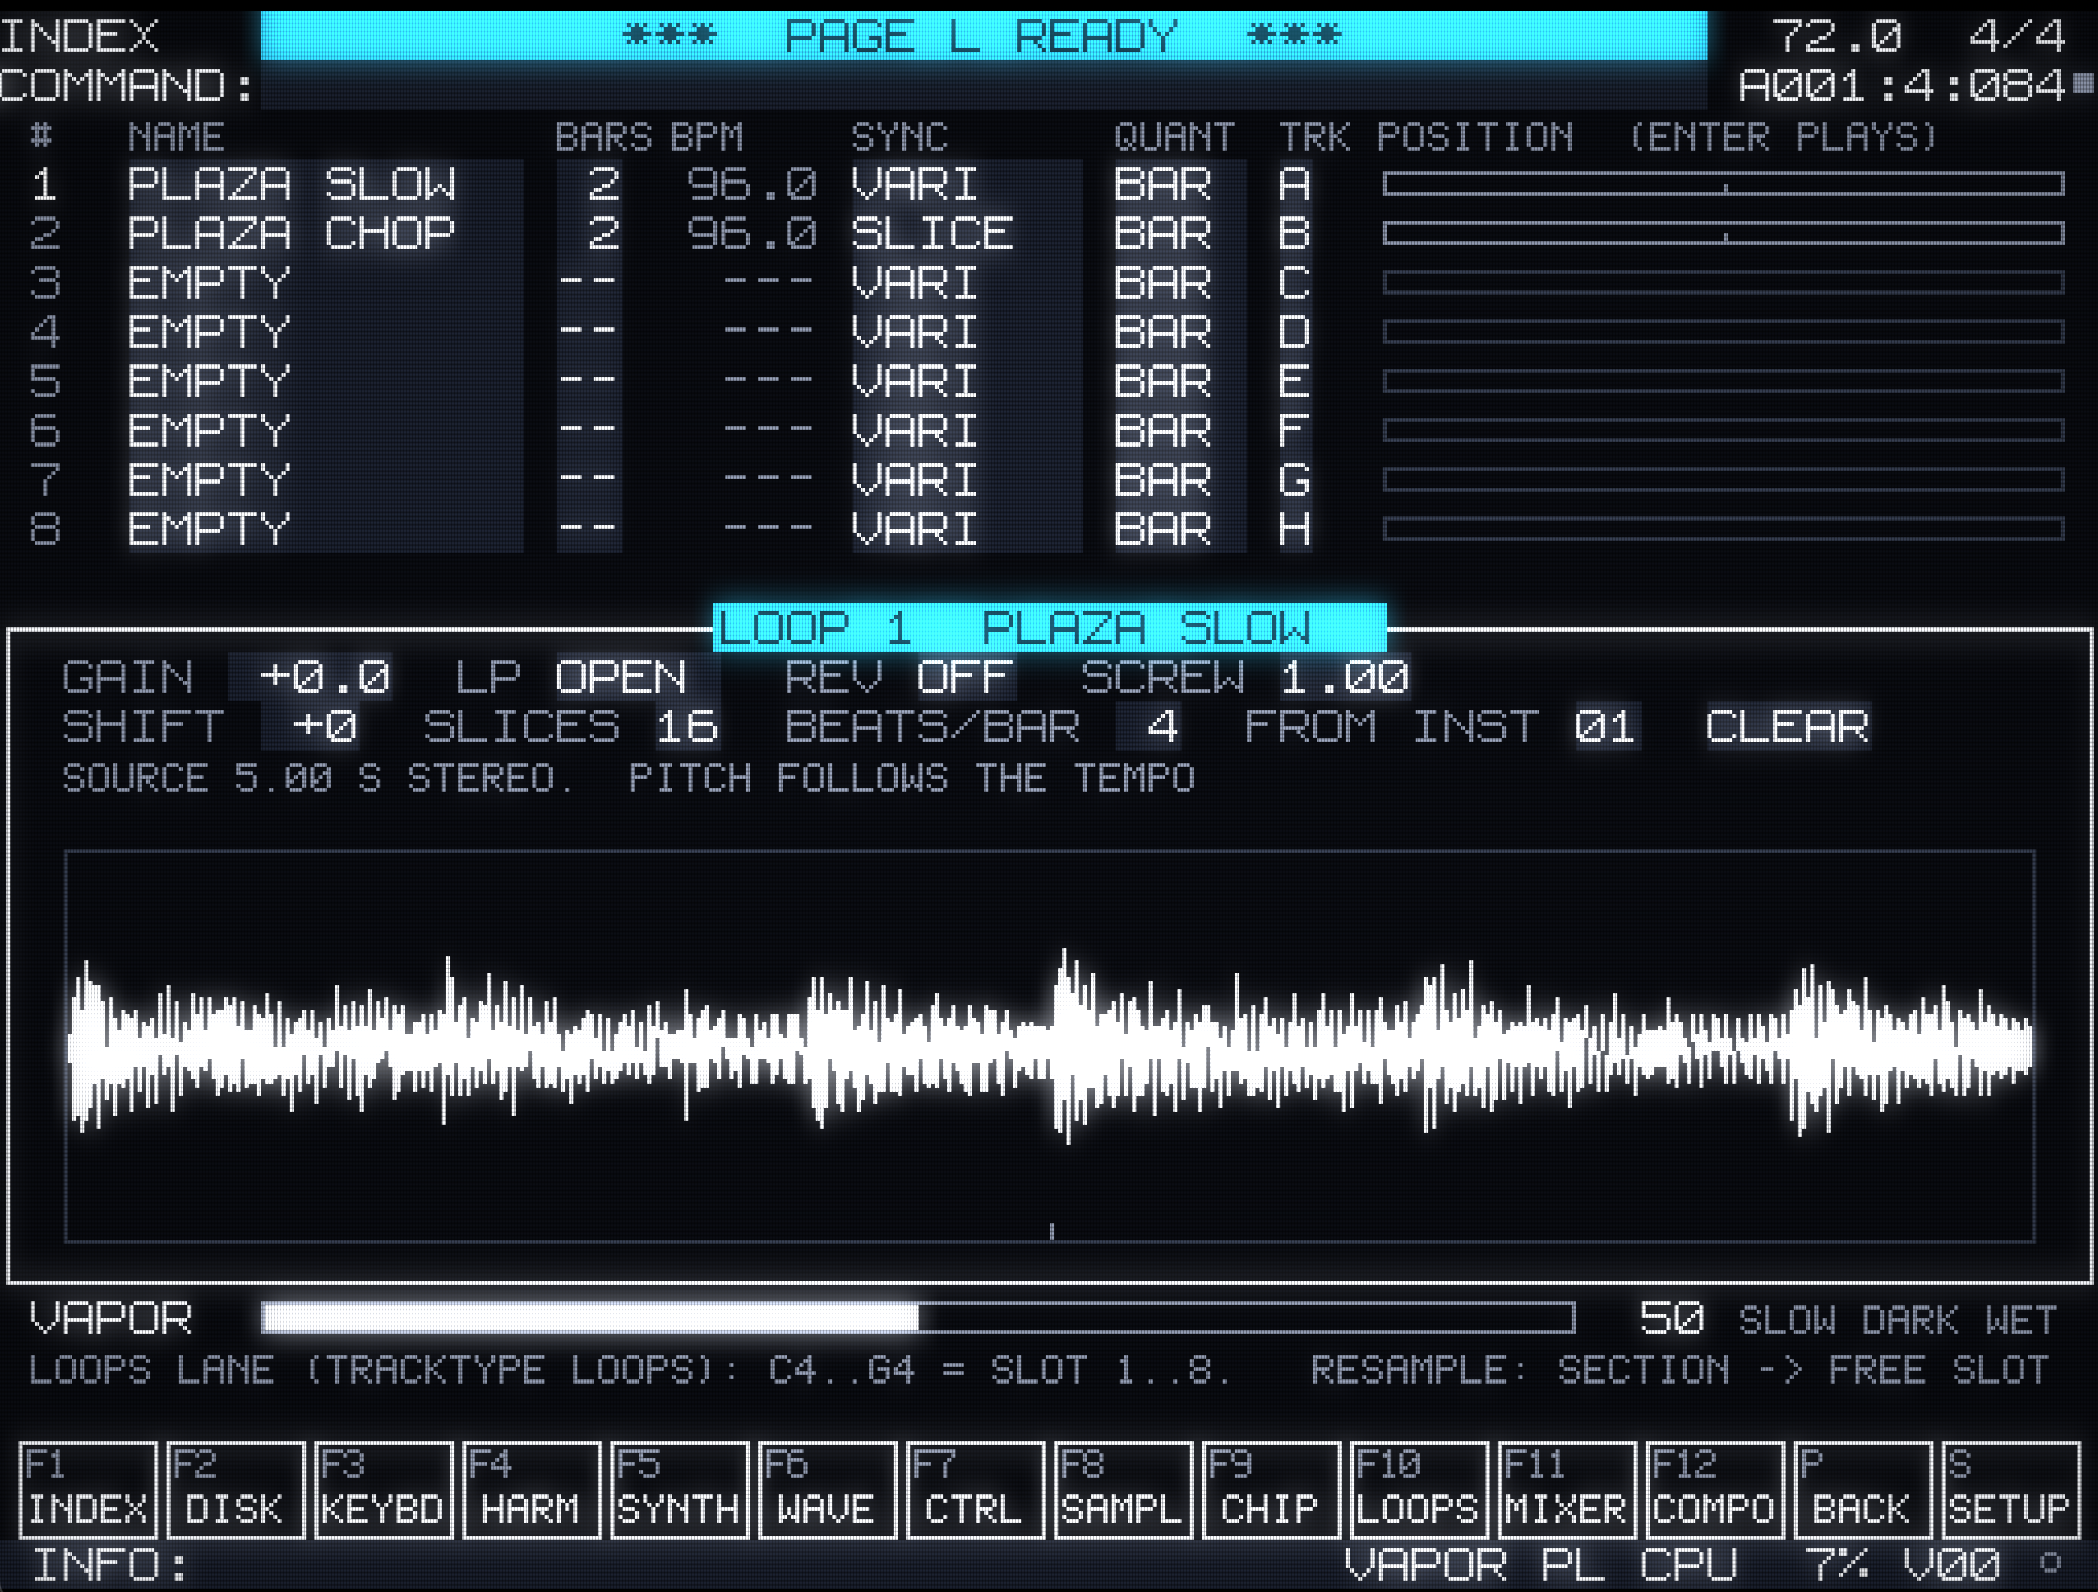 INDEX *** PAGE L READY *** 72.0 4/4
COMMAND: A001:4:084
# NAME BARS BPM SYNC QUANT TRK POSITION (ENTER PLAYS)
1 PLAZA SLOW 2 96.0 VARI BAR A
2 PLAZA CHOP 2 96.0 SLICE BAR B
3 EMPTY -- --- VARI BAR C
4 EMPTY -- --- VARI BAR D
5 EMPTY -- --- VARI BAR E
6 EMPTY -- --- VARI BAR F
7 EMPTY -- --- VARI BAR G
8 EMPTY -- --- VARI BAR H
LOOP 1 PLAZA SLOW
GAIN +0.0 LP OPEN REV OFF SCREW 1.00
SHIFT +0 SLICES 16 BEATS/BAR 4 FROM INST 01 CLEAR
SOURCE 5.00 S STEREO. PITCH FOLLOWS THE TEMPO
VAPOR 50 SLOW DARK WET
LOOPS LANE (TRACKTYPE LOOPS): C4..G4 = SLOT 1..8. RESAMPLE: SECTION -> FREE SLOT
F1 F2 F3 F4 F5 F6 F7 F8 F9 F10 F11 F12 P S
INDEX DISK KEYBD HARM SYNTH WAVE CTRL SAMPL CHIP LOOPS MIXER COMPO BACK SETUP
INFO: VAPOR PL CPU 7% V00